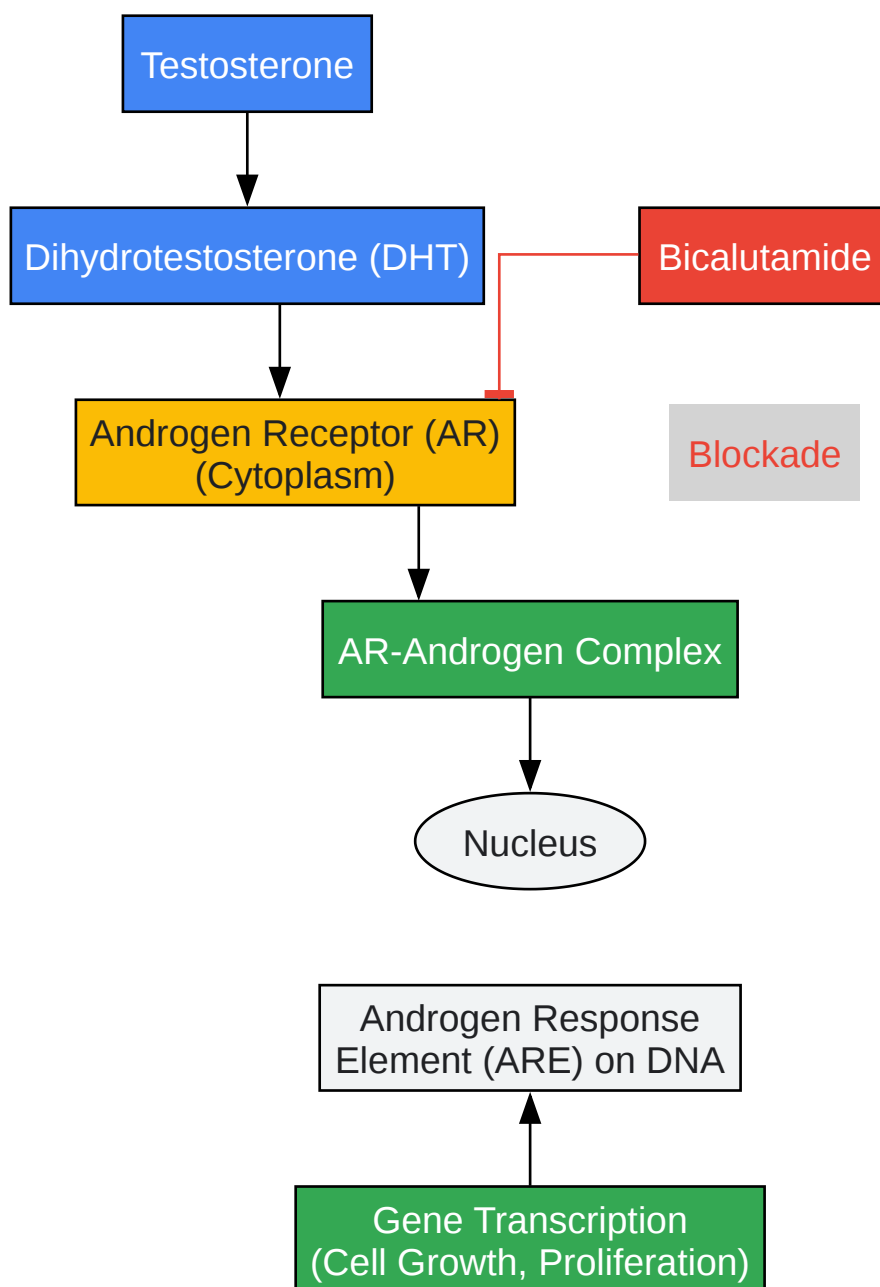 Testosterone
Dihydrotestosterone (DHT)
Bicalutamide
Androgen Receptor (AR)
(Cytoplasm)
Blockade
AR-Androgen Complex
Nucleus
Androgen Response
Element (ARE) on DNA
Gene Transcription
(Cell Growth, Proliferation)